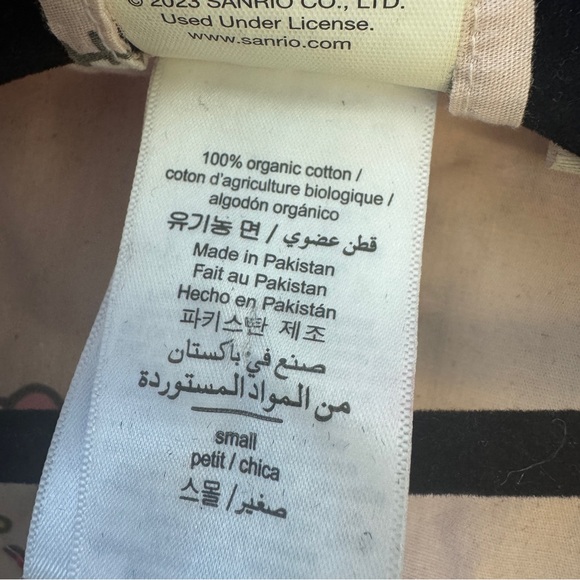 © 2023 SANRIO CO., LTD.
Used Under License.
www.sanrio.com
100% organic cotton /
coton d'agriculture biologique /
algodón orgánico
유기농 면 / قطن عضوي
Made in Pakistan
Fait au Pakistan
Hecho en Pakistán
파키스탄 제조
صنع في باكستان
من المواد المستوردة
small
petit / chica
스몰/صغير